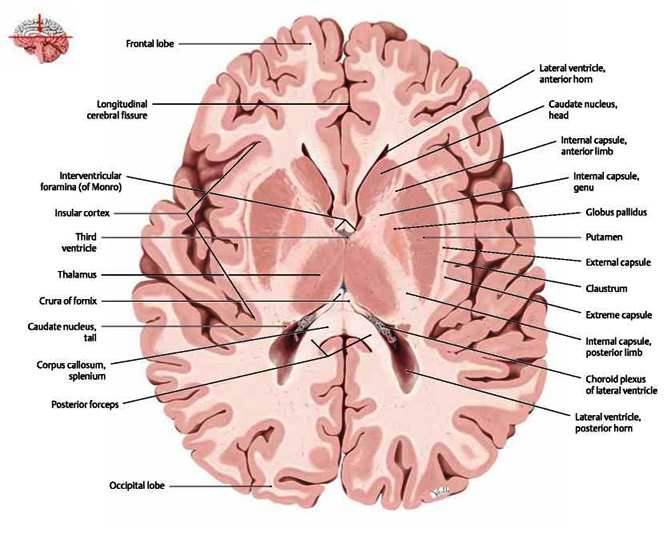 Frontal lobe
Longitudinal
cerebral fissure
Interventricular
foramina (of Monro)
Insular cortex
Third
ventricle
Thalamus
Crura of fornix
Caudate nucleus,
tail
Corpus callosum,
splenium
Posterior forceps
Occipital lobe
Lateral ventricle,
anterior horn
Caudate nucleus,
head
Internal capsule,
anterior limb
Internal capsule,
genu
Globus pallidus
Putamen
External capsule
Claustrum
Extreme capsule
Internal capsule,
posterior limb
Choroid plexus
of lateral ventricle
Lateral ventricle,
posterior horn